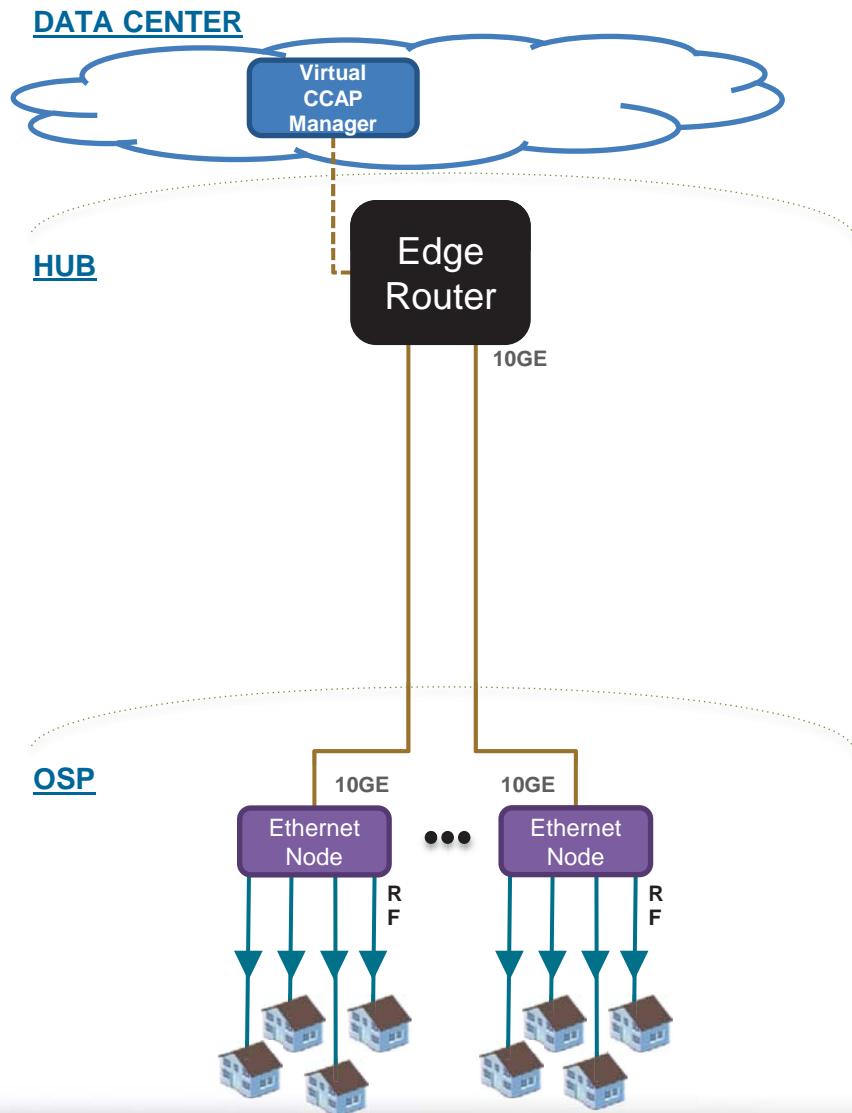 DATA CENTER
Virtual
CCAP
Manager
HUB
Edge
Router
10GE
OSP
10GE
10GE
Ethernet
Node
Ethernet
Node
R
F
R
F